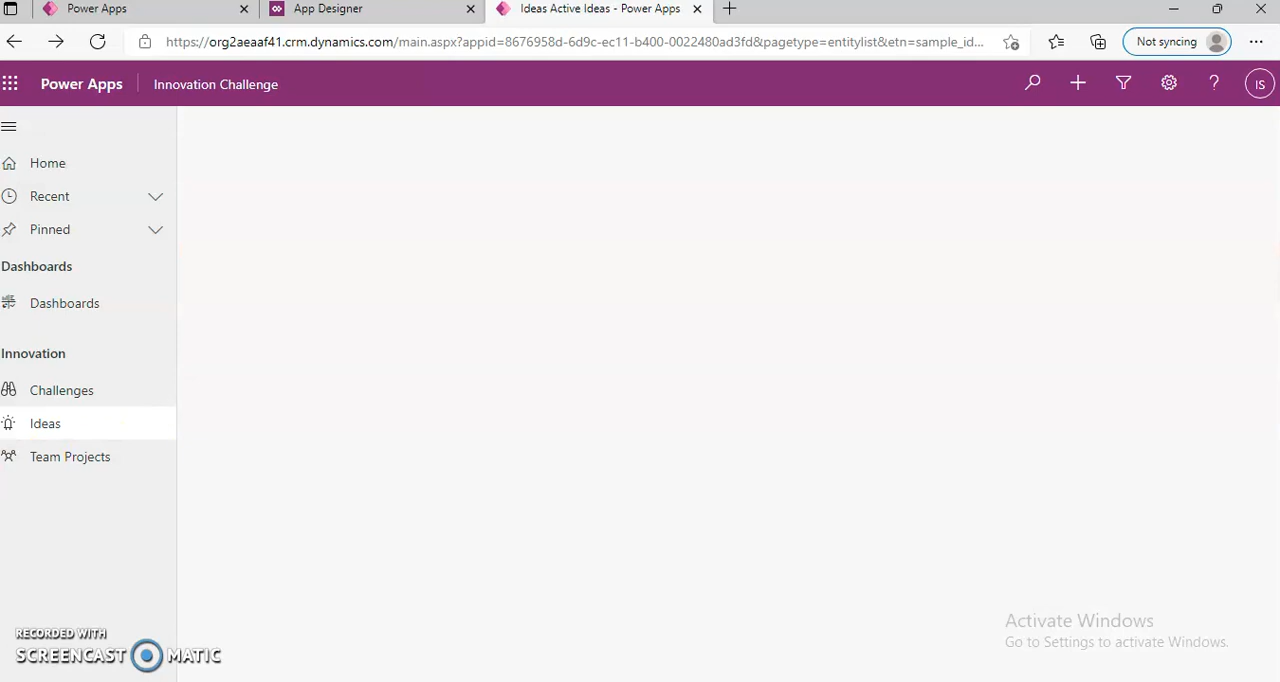 Power Apps
App Designer
Ideas Active Ideas - Power Apps
https://org2aeaaf41.crm.dynamics.com/main.aspx?appid=8676958d-6d9c-ec11-b400-0022480ad3fd&pagetype=entitylist&etn=sample_id...
Not syncing
Power Apps
Innovation Challenge
IS
Home
Recent
Pinned
Dashboards
Dashboards
Innovation
Challenges
Ideas
Team Projects
Activate Windows
Go to Settings to activate Windows.
RECORDED WITH
SCREENCAST MATIC